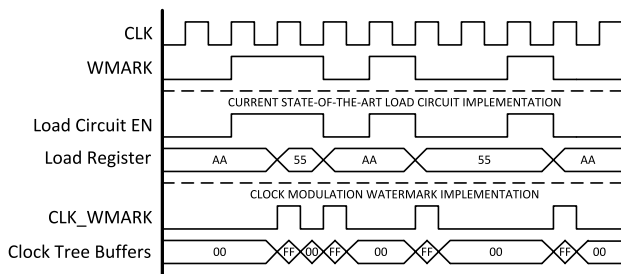 CLK
WMARK
CURRENT STATE-OF-THE-ART LOAD CIRCUIT IMPLEMENTATION
Load Circuit EN
Load Register AA 55 AA 55 AA
CLOCK MODULATION WATERMARK IMPLEMENTATION
CLK_WMARK
Clock Tree Buffers 00 FF 00 FF 00 FF 00 FF 00